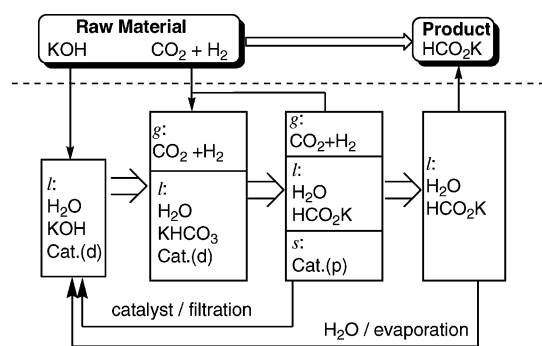 Raw Material
KOH CO2 + H2
Product
HCO2K
l:
H2O
KOH
Cat.(d)
g:
CO2 +H2
l:
H2O
KHCO3
Cat.(d)
g:
CO2+H2
l:
H2O
HCO2K
s:
Cat.(p)
l:
H2O
HCO2K
catalyst / filtration
H2O / evaporation